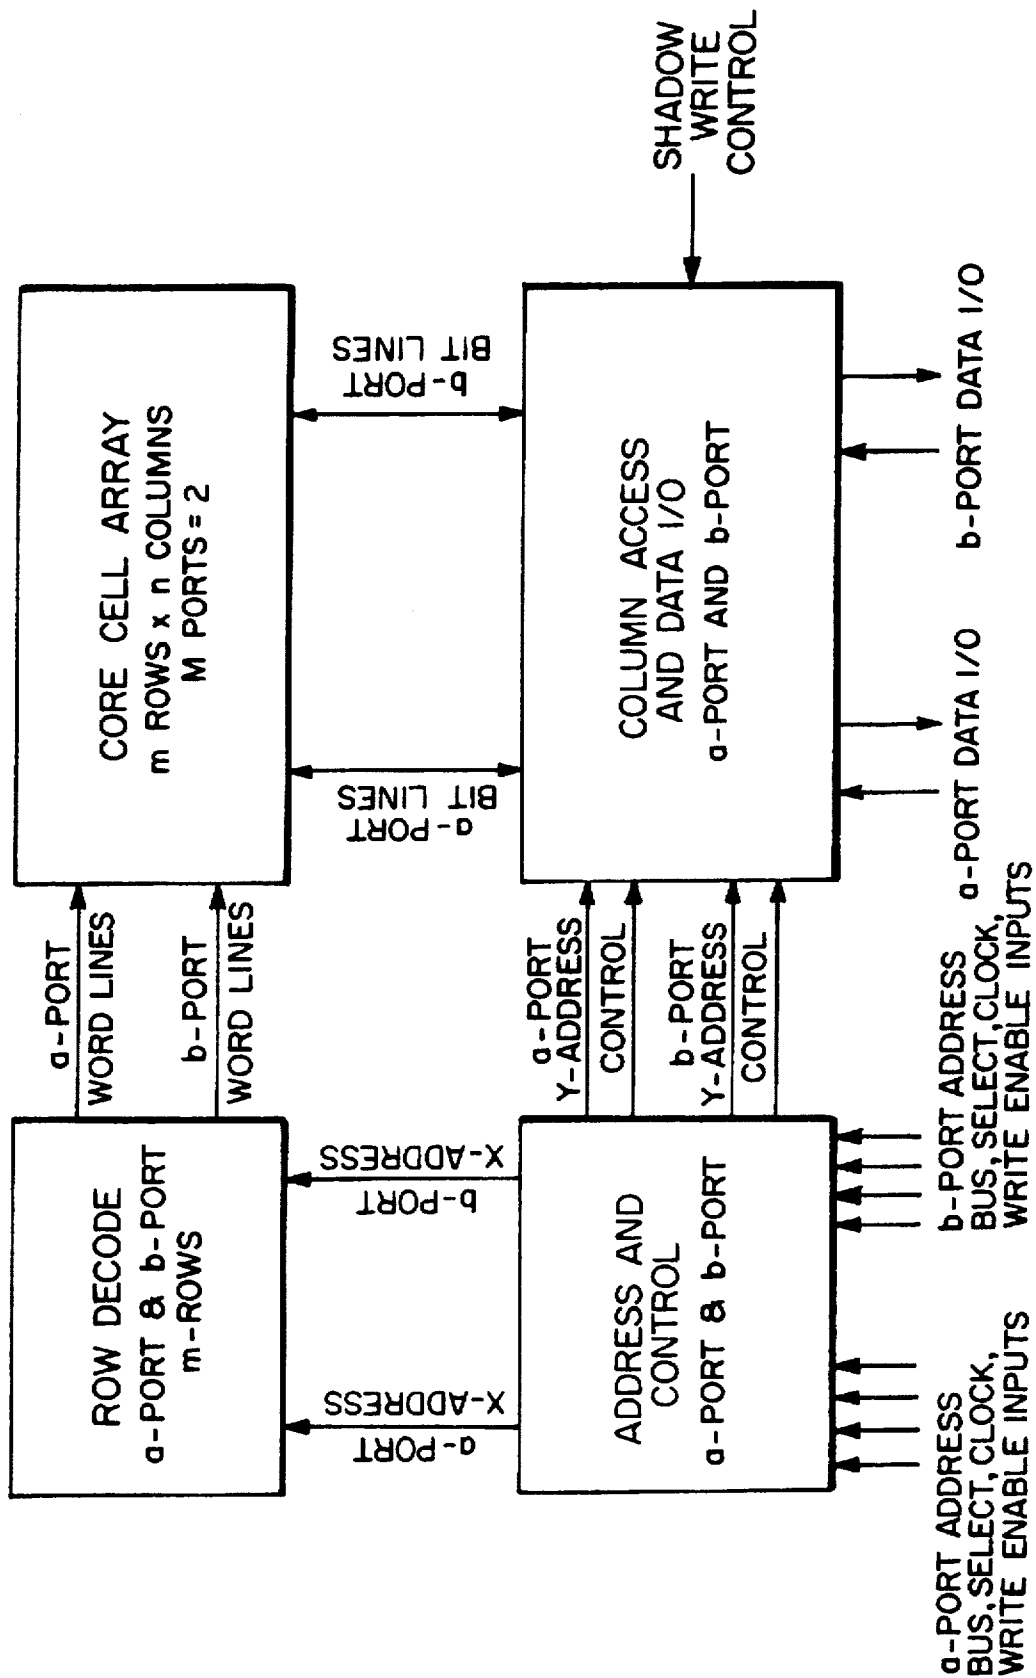 ROW DECODE
a-PORT & b-PORT
m-ROWS
a-PORT
WORD LINES
b-PORT
WORD LINES
CORE CELL ARRAY
m ROWS x n COLUMNS
M PORTS = 2
a-PORT
X-ADDRESS
b-PORT
X-ADDRESS
a-PORT
BIT LINES
b-PORT
BIT LINES
ADDRESS AND
CONTROL
a-PORT & b-PORT
a-PORT
Y-ADDRESS
CONTROL
b-PORT
Y-ADDRESS
CONTROL
COLUMN ACCESS
AND DATA I/O
a-PORT AND b-PORT
SHADOW
WRITE
CONTROL
a-PORT ADDRESS
BUS, SELECT, CLOCK,
WRITE ENABLE INPUTS
b-PORT ADDRESS
BUS, SELECT, CLOCK,
WRITE ENABLE INPUTS
a-PORT DATA I/O
b-PORT DATA I/O